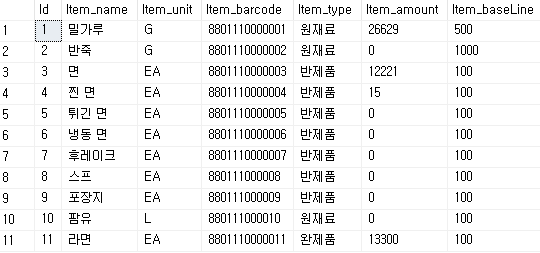 Id Item_name Item_unit Item_barcode Item_type Item_amount Item_baseLine
1 1 밀가루 G 8801110000001 원재료 26629 500
2 2 반죽 G 8801110000002 원재료 0 1000
3 3 면 EA 8801110000003 반제품 12221 100
4 4 찐 면 EA 8801110000004 반제품 15 100
5 5 튀긴 면 EA 8801110000005 반제품 0 100
6 6 냉동 면 EA 8801110000006 반제품 0 100
7 7 후레이크 EA 8801110000007 반제품 0 100
8 8 스프 EA 880111000008 반제품 0 100
9 9 포장지 EA 880111000009 반제품 0 100
10 10 팜유 L 8801110000010 원재료 0 100
11 11 라면 EA 8801110000011 완제품 13300 100